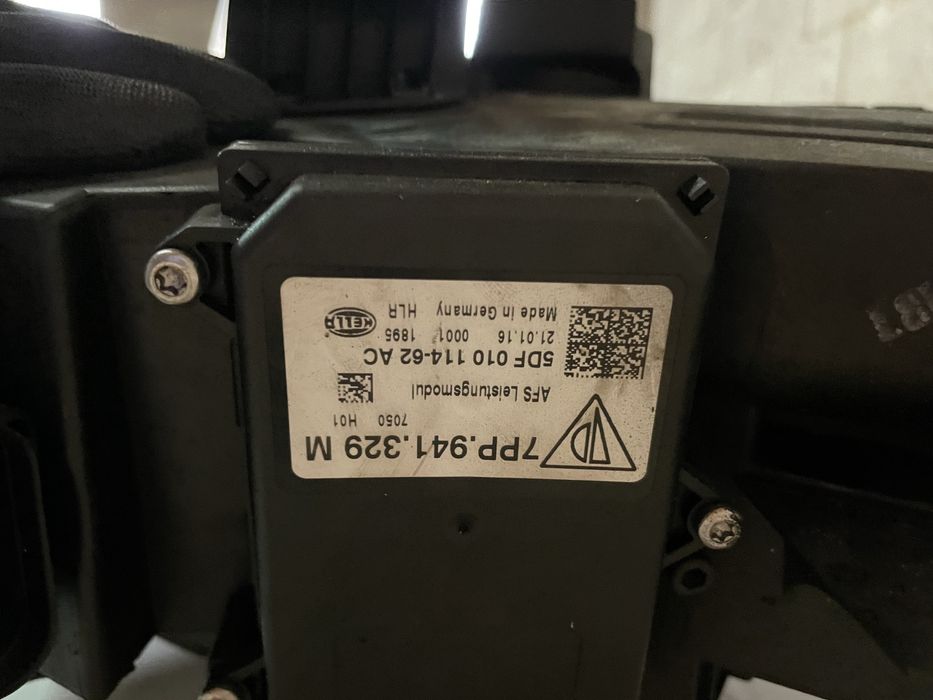 7PP.941.329 M
7050 H01
AFS Leistungsmodul
5DF 010 114-62 AC
21.01.16 0001 1895
Made in Germany HLR
HELLA